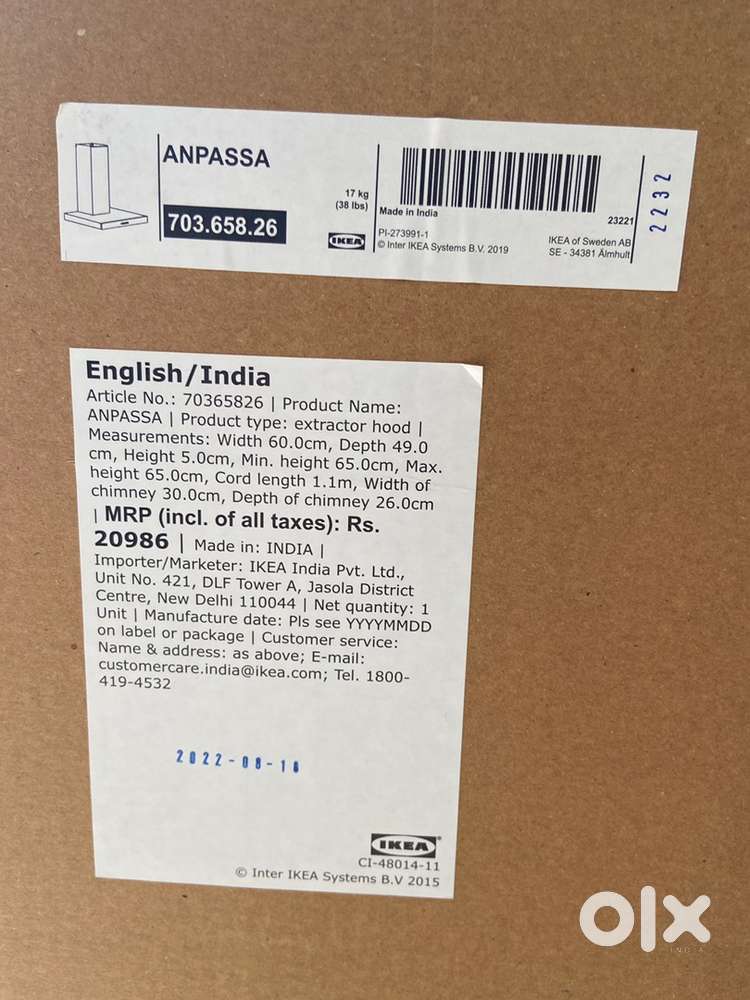 ANPASSA
703.658.26
17 kg
(38 lbs)
IKEA
Made in India
23221
PI-273991-1
© Inter IKEA Systems B.V. 2019
IKEA of Sweden AB
SE - 34381 Älmhult
2232
English/India
Article No.: 70365826 | Product Name:
ANPASSA | Product type: extractor hood |
Measurements: Width 60.0cm, Depth 49.0
cm, Height 5.0cm, Min. height 65.0cm, Max.
height 65.0cm, Cord length 1.1m, Width of
chimney 30.0cm, Depth of chimney 26.0cm
| MRP (incl. of all taxes): Rs.
20986 | Made in: INDIA |
Importer/Marketer: IKEA India Pvt. Ltd.,
Unit No. 421, DLF Tower A, Jasola District
Centre, New Delhi 110044 | Net quantity: 1
Unit | Manufacture date: Pls see YYYYMMDD
on label or package | Customer service:
Name & address: as above; E-mail:
customercare.india@ikea.com; Tel. 1800-
419-4532
IKEA
CI-48014-11
© Inter IKEA Systems B.V 2015
olx
INDIA